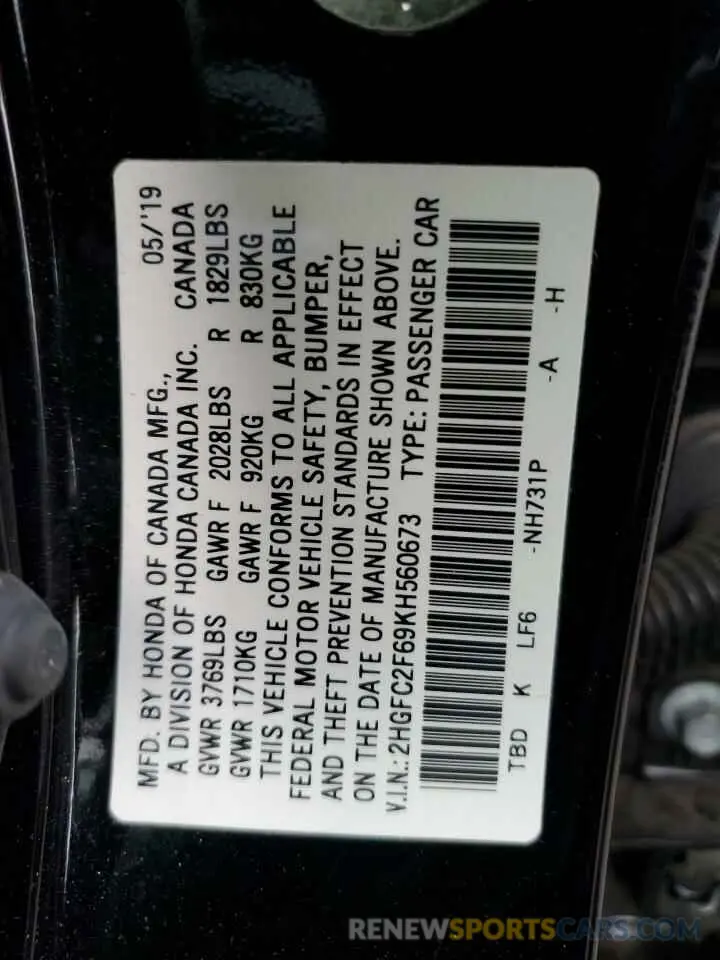 MFD. BY HONDA OF CANADA MFG., 05/'19
A DIVISION OF HONDA CANADA INC. CANADA
GVWR 3769LBS GAWR F 2028LBS R 1829LBS
GVWR 1710KG GAWR F 920KG R 830KG
THIS VEHICLE CONFORMS TO ALL APPLICABLE
FEDERAL MOTOR VEHICLE SAFETY, BUMPER,
AND THEFT PREVENTION STANDARDS IN EFFECT
ON THE DATE OF MANUFACTURE SHOWN ABOVE.
V.I.N.: 2HGFC2F69KH560673 TYPE: PASSENGER CAR
TBD K LF6 -NH731P -A -H
RENEWSPORTSCARS.COM